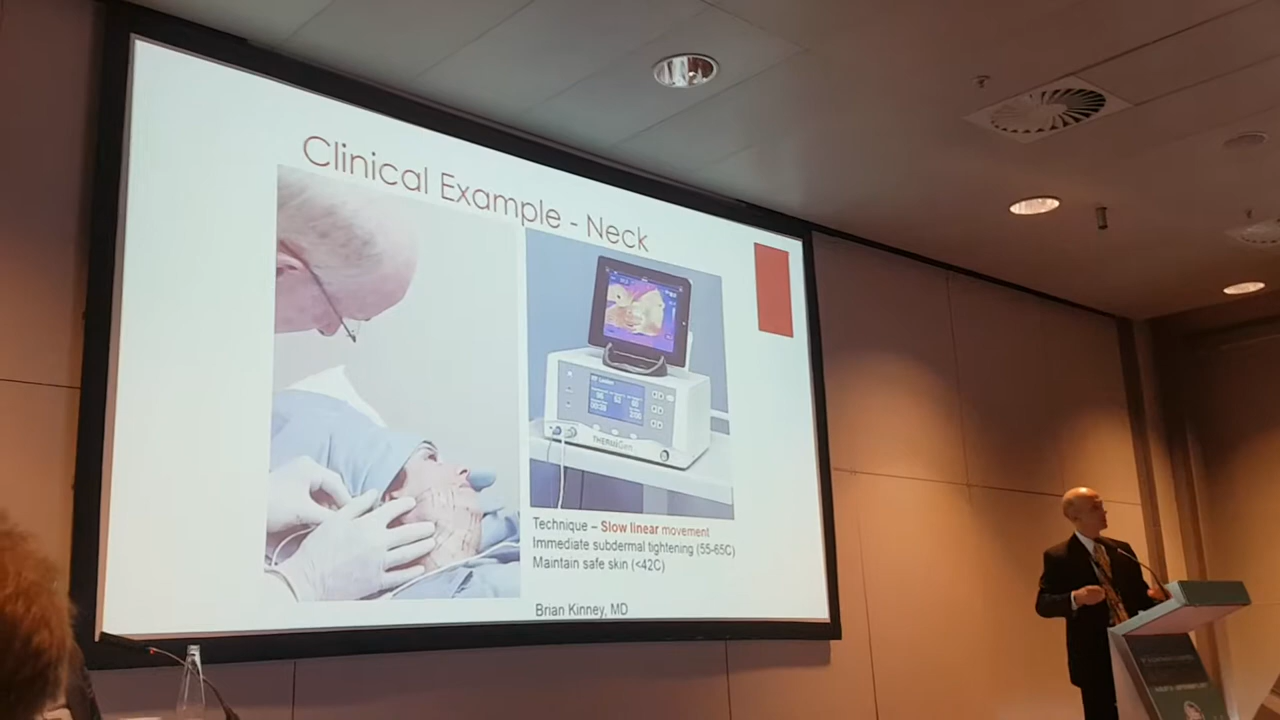 Clinical Example - Neck
Technique – Slow linear movement
Immediate subdermal tightening (55-65C)
Maintain safe skin (<42C)
Brian Kinney, MD